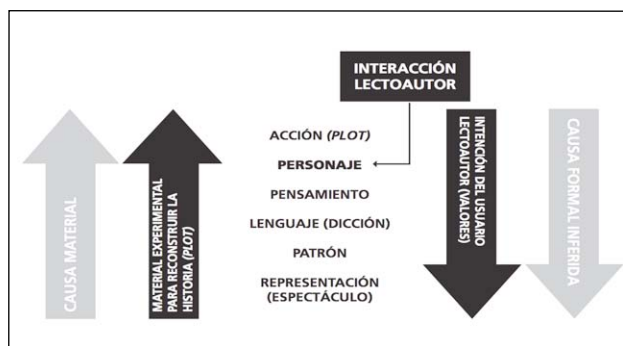 INTERACCIÓN
LECTOAUTOR
CAUSA MATERIAL
MATERIAL EXPERIMENTAL
PARA RECONSTRUIR LA
HISTORIA (PLOT)
ACCIÓN (PLOT)
PERSONAJE
PENSAMIENTO
LENGUAJE (DICCIÓN)
PATRÓN
REPRESENTACIÓN
(ESPECTÁCULO)
INTENCIÓN DEL USUARIO
LECTOAUTOR (VALORES)
CAUSA FORMAL INFERIDA